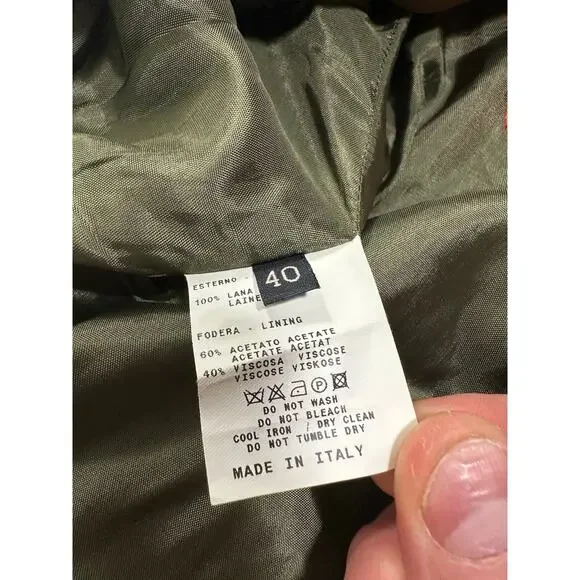 40
ESTERNO -
100% LANA
LAINE
FODERA - LINING
60% ACETATO ACETATE
ACETATE ACETAT
40% VISCOSA VISCOSE
VISCOSE VISKOSE
DO NOT WASH
DO NOT BLEACH
COOL IRON / DRY CLEAN
DO NOT TUMBLE DRY
MADE IN ITALY